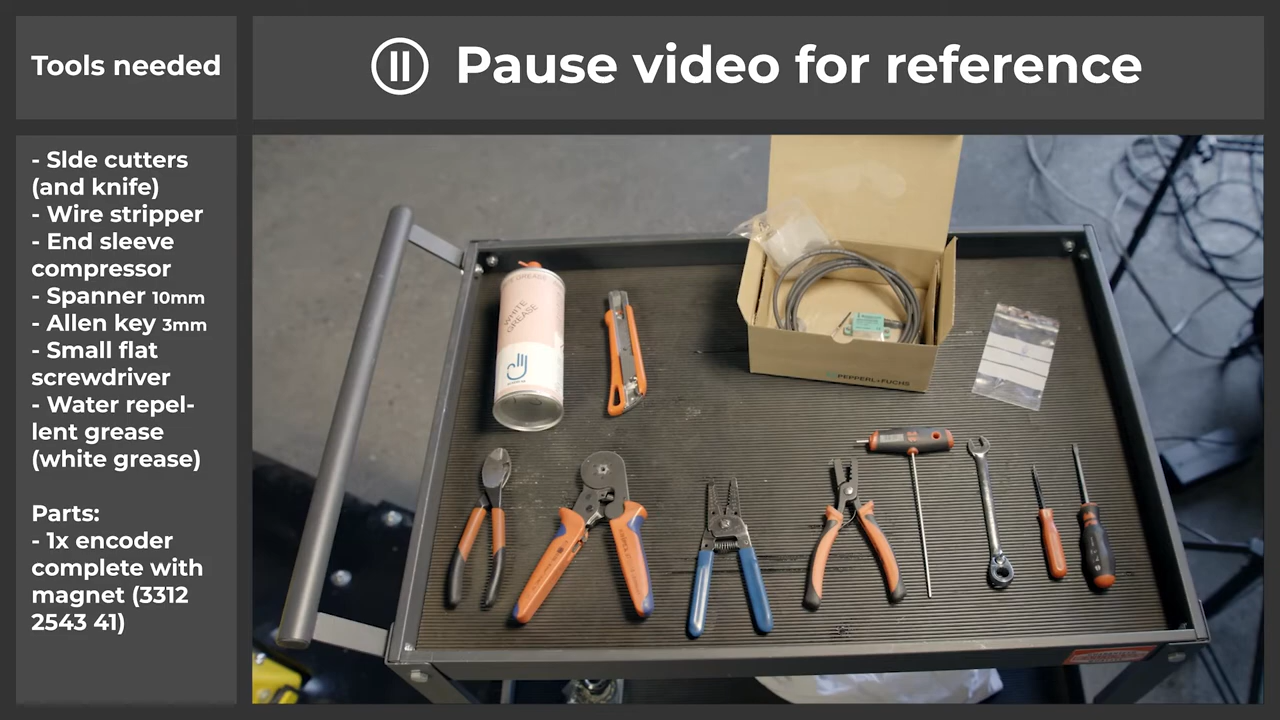 Tools needed
Pause video for reference
- Slde cutters
(and knife)
- Wire stripper
- End sleeve
compressor
- Spanner 10mm
- Allen key 3mm
- Small flat
screwdriver
- Water repel-
lent grease
(white grease)
Parts:
- 1x encoder
complete with
magnet (3312
2543 41)
WHITE
GREASE
PEPPERL+FUCHS